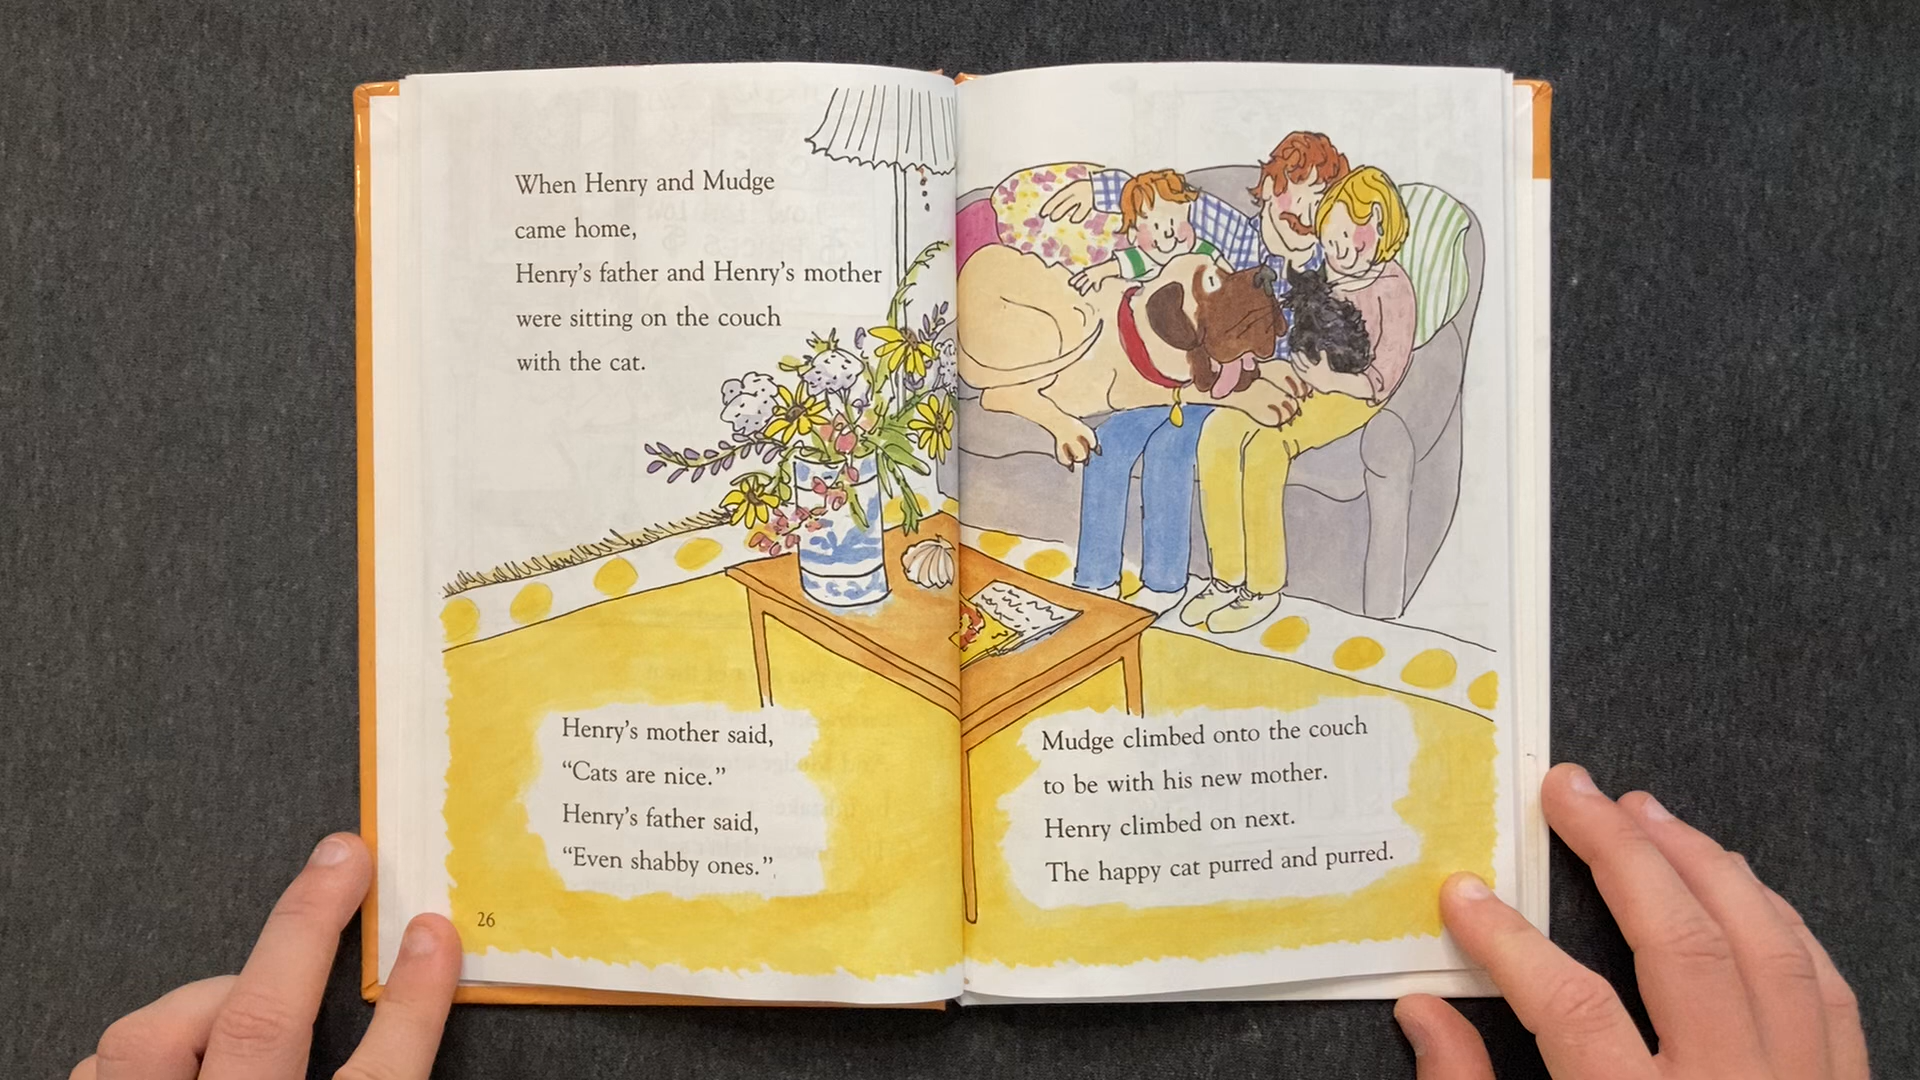 When Henry and Mudge
came home,
Henry's father and Henry's mother
were sitting on the couch
with the cat.
Henry's mother said,
“Cats are nice.”
Henry's father said,
“Even shabby ones.”
26
Mudge climbed onto the couch
to be with his new mother.
Henry climbed on next.
The happy cat purred and purred.